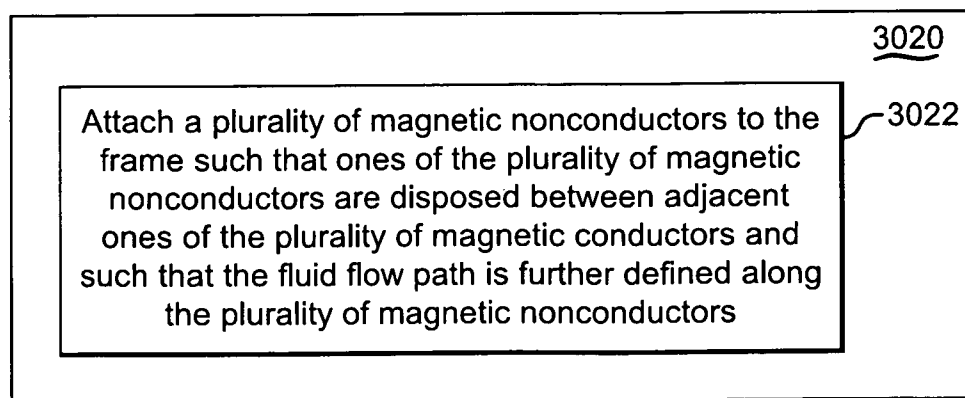 3020
Attach a plurality of magnetic nonconductors to the
frame such that ones of the plurality of magnetic
nonconductors are disposed between adjacent
ones of the plurality of magnetic conductors and
such that the fluid flow path is further defined along
the plurality of magnetic nonconductors
3022